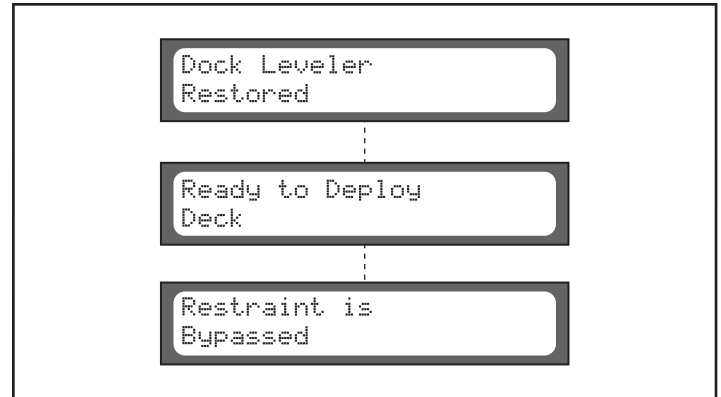 Dock Leveler
Restored
Ready to Deploy
Deck
Restraint is
Bypassed